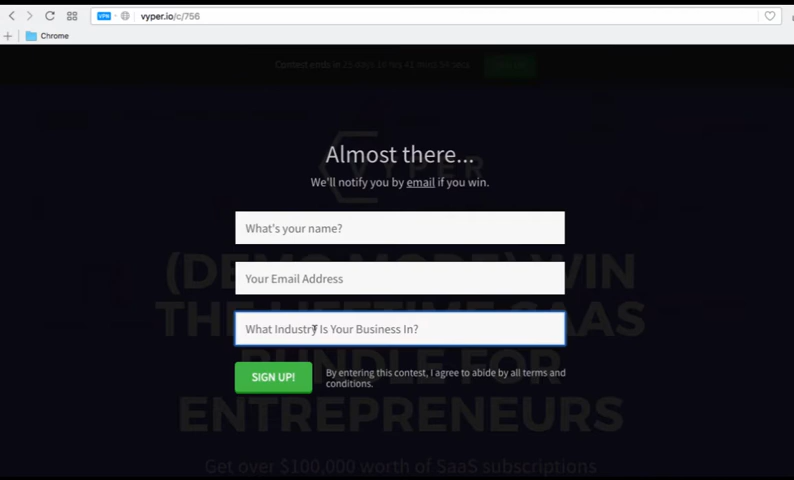 VPN vyper.io/c/756
Chrome
Almost there...
VYPER
We'll notify you by email if you win.
What's your name?
(DEMO MODE) WIN
Your Email Address
THE LIFETIME SAAS
What Industry Is Your Business In?
BUNDLE FOR
SIGN UP!
By entering this contest, I agree to abide by all terms and
conditions.
ENTREPRENEURS
Get over $100,000 worth of SaaS subscriptions